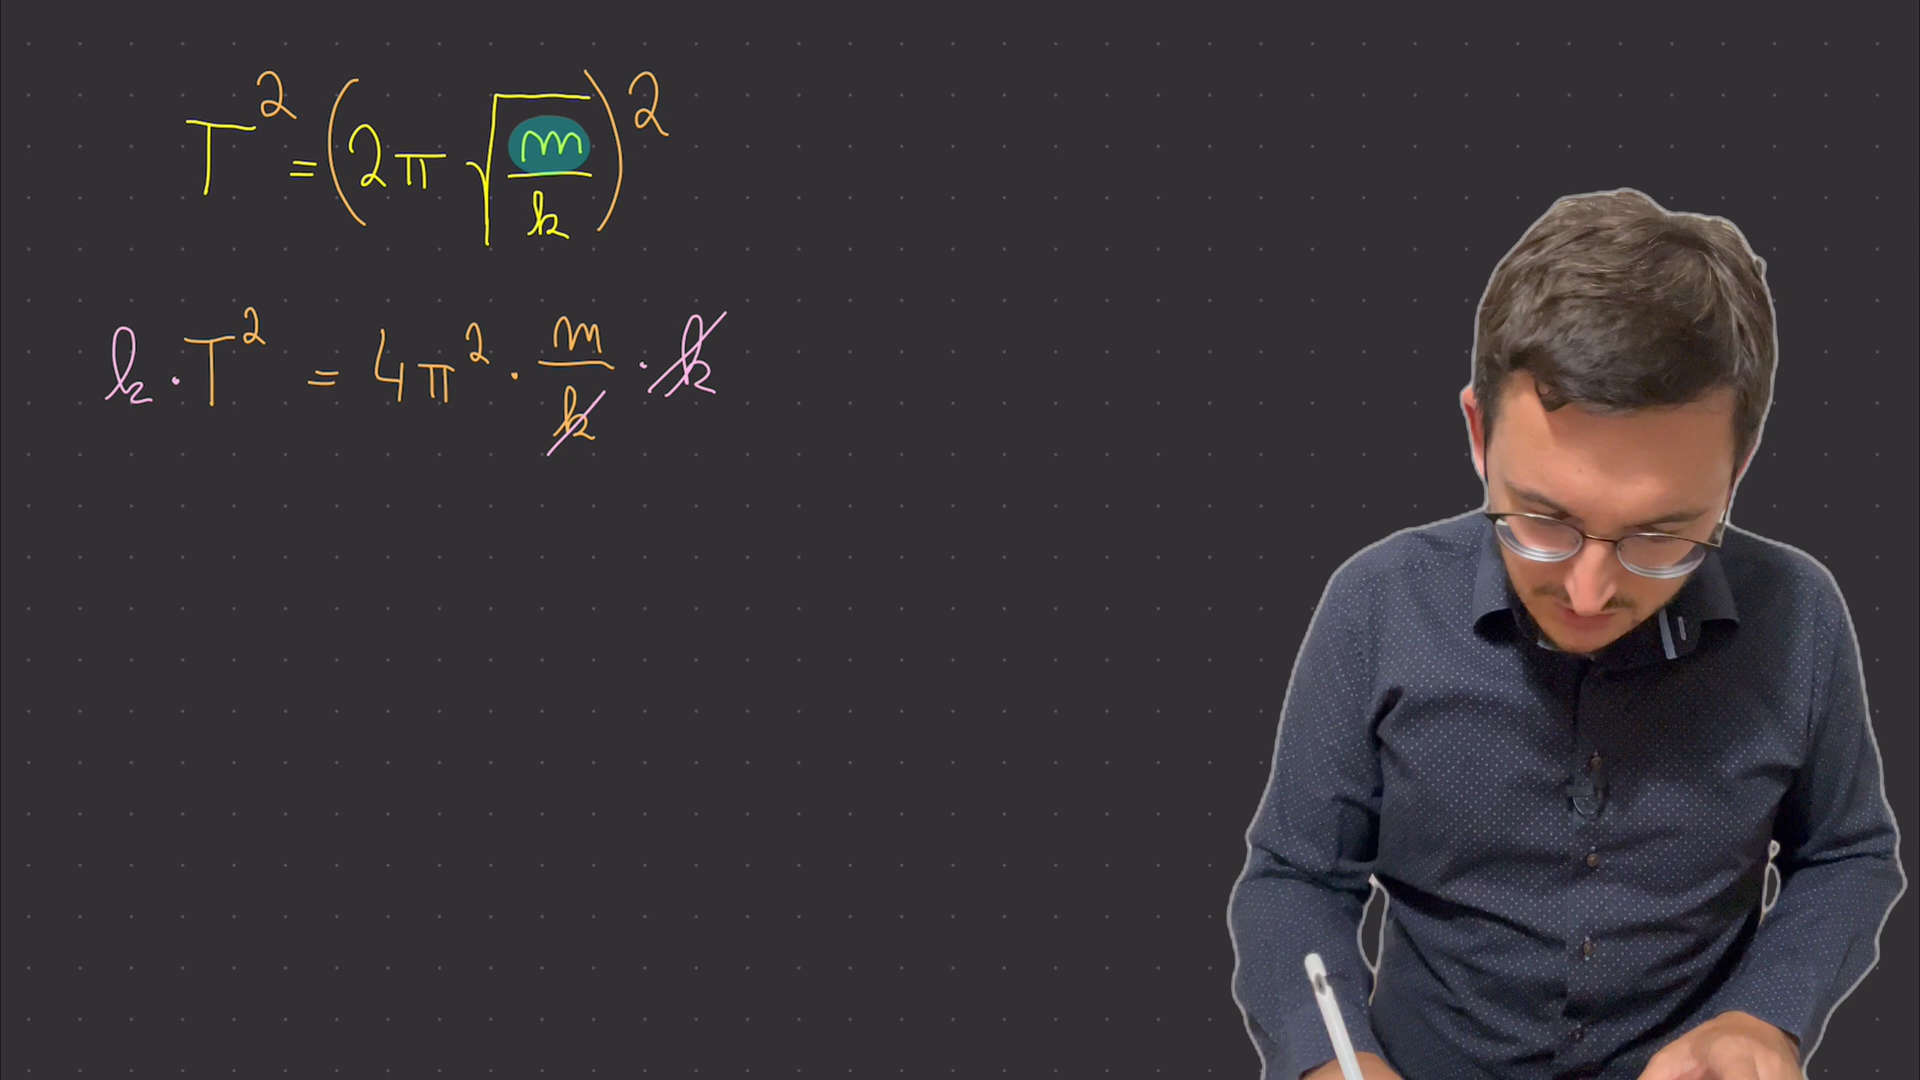 T² = (2π √(m/k))²
k · T² = 4π² · m/k · k